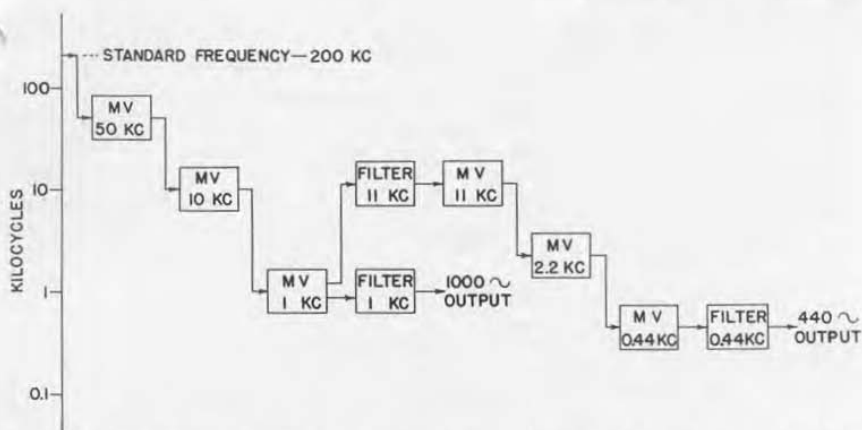 STANDARD FREQUENCY—200 KC
100
MV
50 KC
MV
10 KC
FILTER
11 KC
MV
11 KC
10
KILOCYCLES
MV
2.2 KC
1
MV
1 KC
FILTER
1 KC
1000 ~
OUTPUT
MV
0.44KC
FILTER
0.44KC
440 ~
OUTPUT
0.1